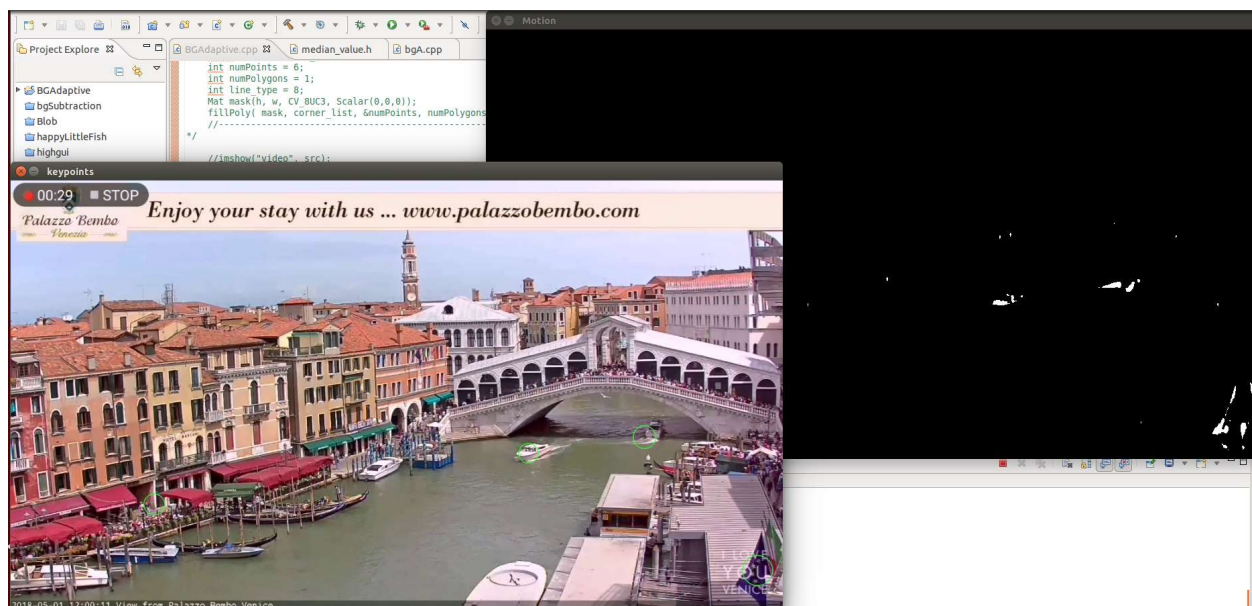 Motion
Project Explore
BGAdaptive.cpp
median_value.h
bgA.cpp
int numPoints = 6;
int numPolygons = 1;
int line_type = 8;
Mat mask(h, w, CV_8UC3, Scalar(0,0,0));
fillPoly( mask, corner_list, &numPoints, numPolygons
//----------------------------------------------
*/
//imshow("video", src);
BGAdaptive
bgSubtraction
Blob
happyLittleFish
highgui
keypoints
00:29 STOP
Palazzo Bembo
Venezia
Enjoy your stay with us ... www.palazzobembo.com
I LOVE
YOU
VENICE
2018-05-01 12:00:11 View from Palazzo Bembo Venice